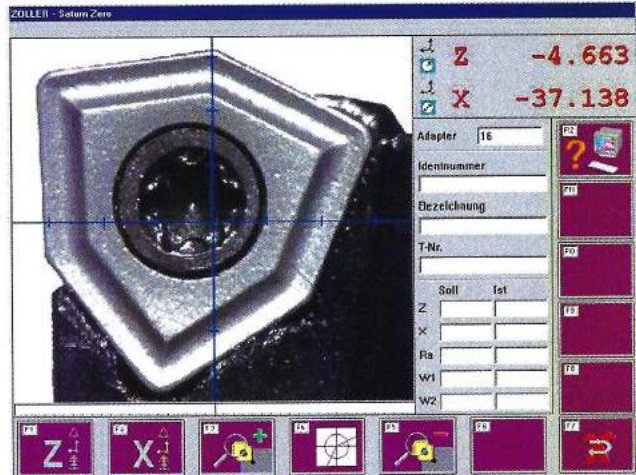 ZOLLER - Saturn Zero
Z -4.663
X -37.138
Adapter 16
Identnummer
Bezeichnung
T-Nr.
Soll Ist
Z
X
Ra
W1
W2
F12
F11
F10
F9
F8
F7
F1 Z
F2 X
F3 +
F4
F5 -
F6